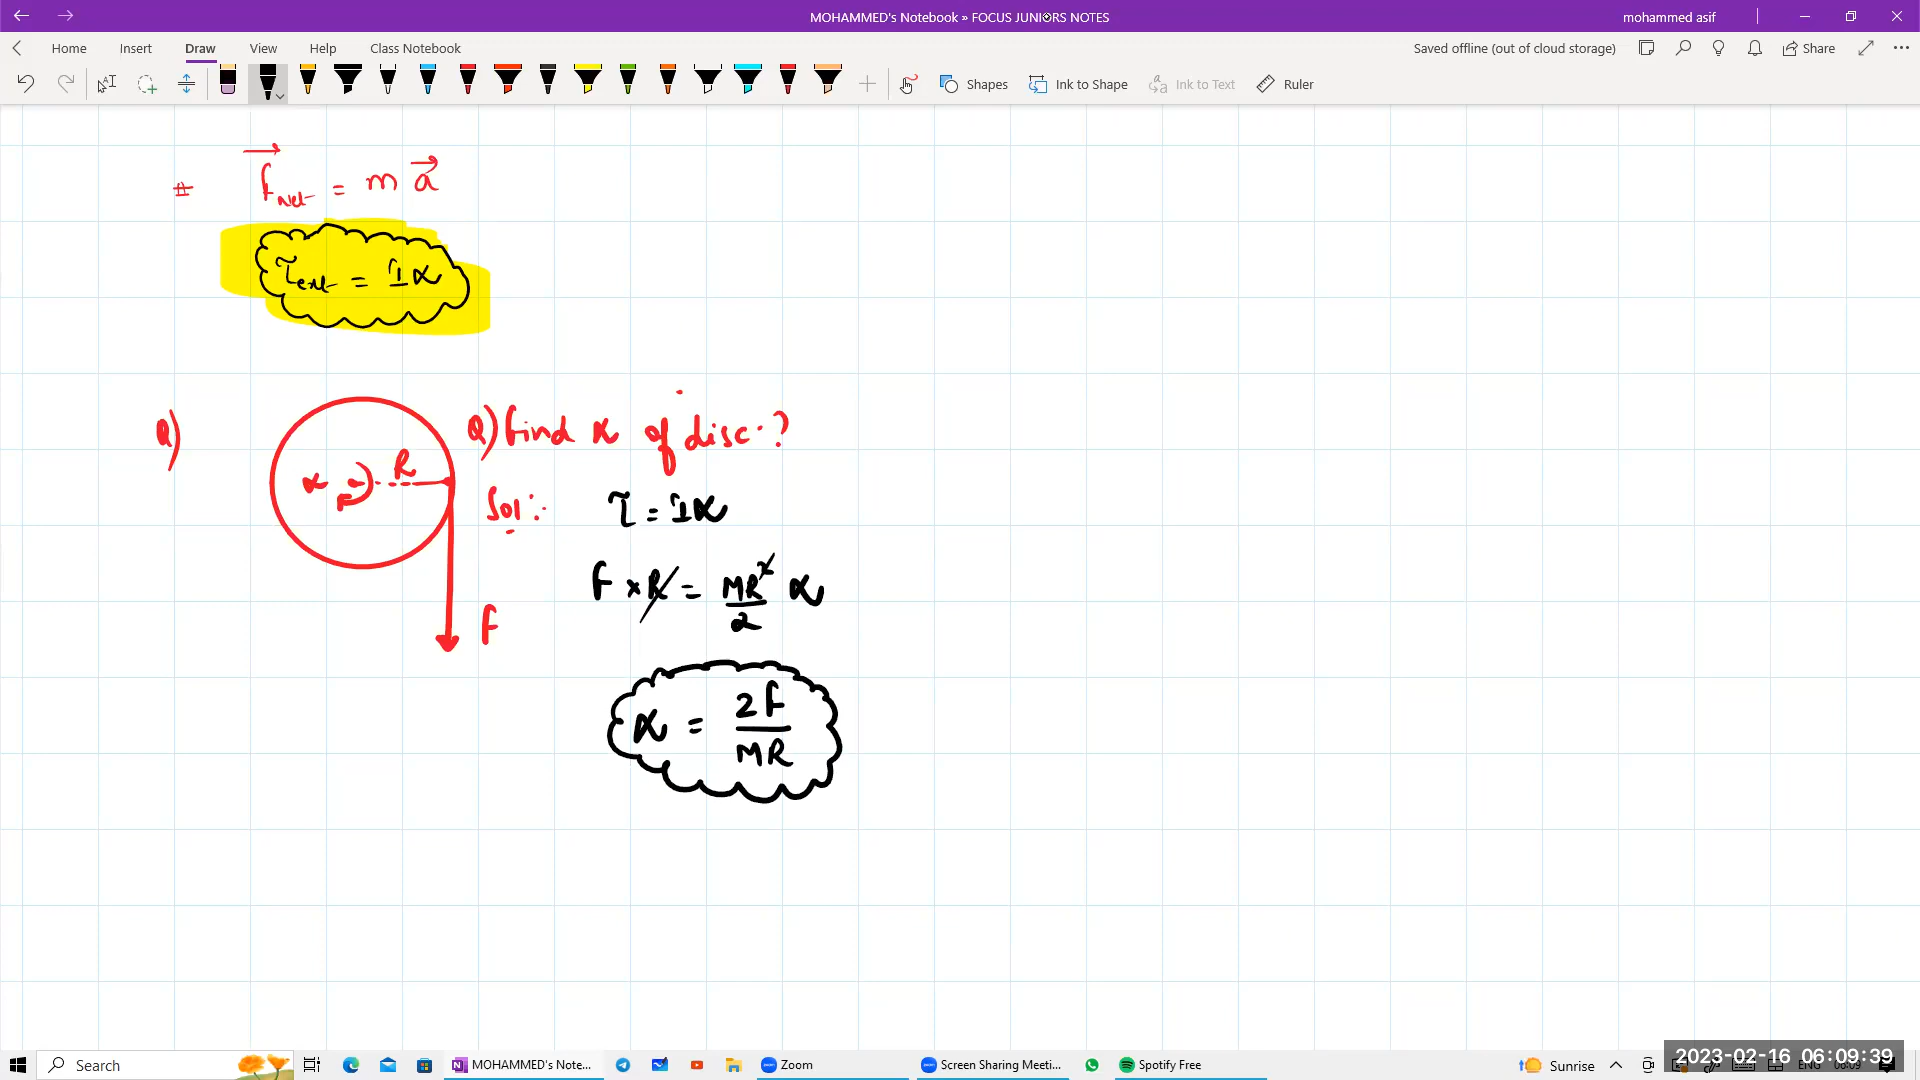 MOHAMMED's Notebook » FOCUS JUNIORS NOTES
mohammed asif
Home Insert Draw View Help Class Notebook
Saved offline (out of cloud storage)
Share
Shapes Ink to Shape Ink to Text Ruler
# F⃗net = m a⃗
τext = Iα
Q)
Q) Find α of disc ?
α R
Sol :
τ = Iα
F × R = MR²/2 α
F
α = 2F/MR
Search
MOHAMMED's Note...
Zoom
Screen Sharing Meeti...
Spotify Free
Sunrise
ENG
06:09
2023-02-16 06:09:39